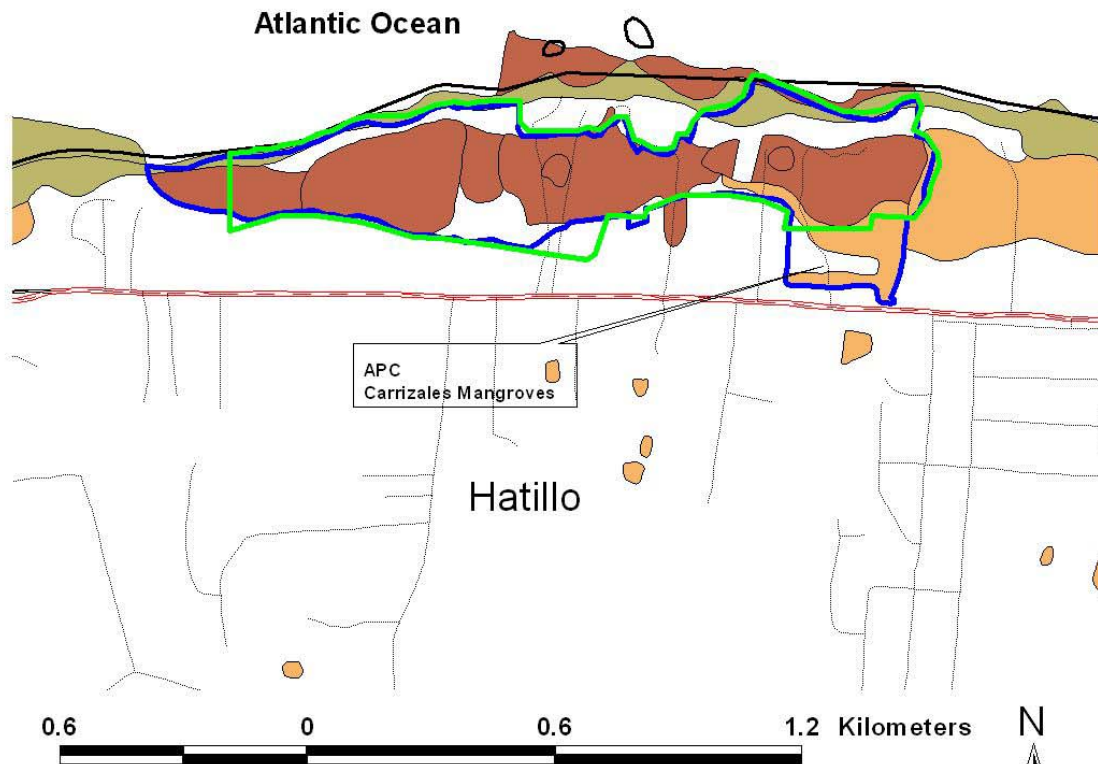 Atlantic Ocean
APC
Carrizales Mangroves
Hatillo
0.6 0 0.6 1.2 Kilometers N